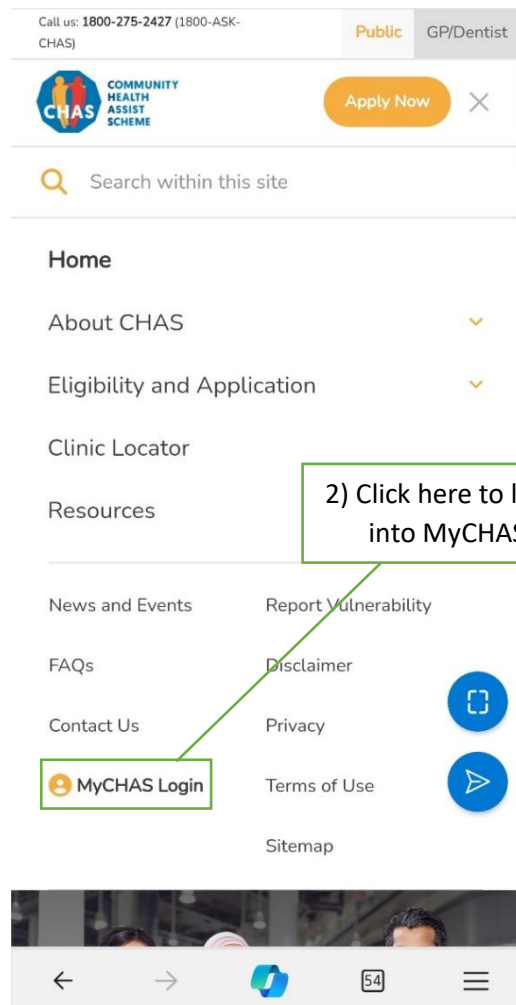 Call us: 1800-275-2427 (1800-ASK-
CHAS)
Public
GP/Dentist
CHAS
COMMUNITY
HEALTH
ASSIST
SCHEME
Apply Now
Search within this site
Home
About CHAS
Eligibility and Application
Clinic Locator
Resources
2) Click here to
into MyCHAS
News and Events
Report Vulnerability
FAQs
Disclaimer
Contact Us
Privacy
MyCHAS Login
Terms of Use
Sitemap
54